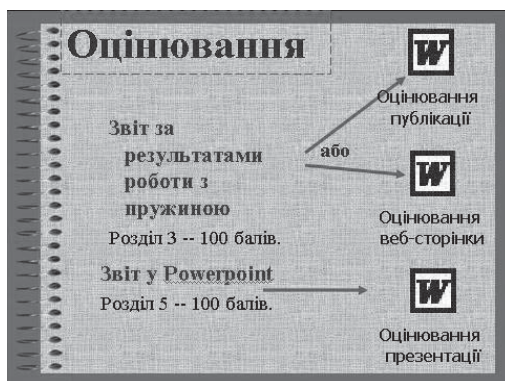 Оцінювання
W
Оцінювання
публікації
Звіт за
результатами
роботи з
пружиною
або
W
Оцінювання
веб-сторінки
Розділ 3 -- 100 балів.
Звіт у Powerpoint
Розділ 5 -- 100 балів.
W
Оцінювання
презентації